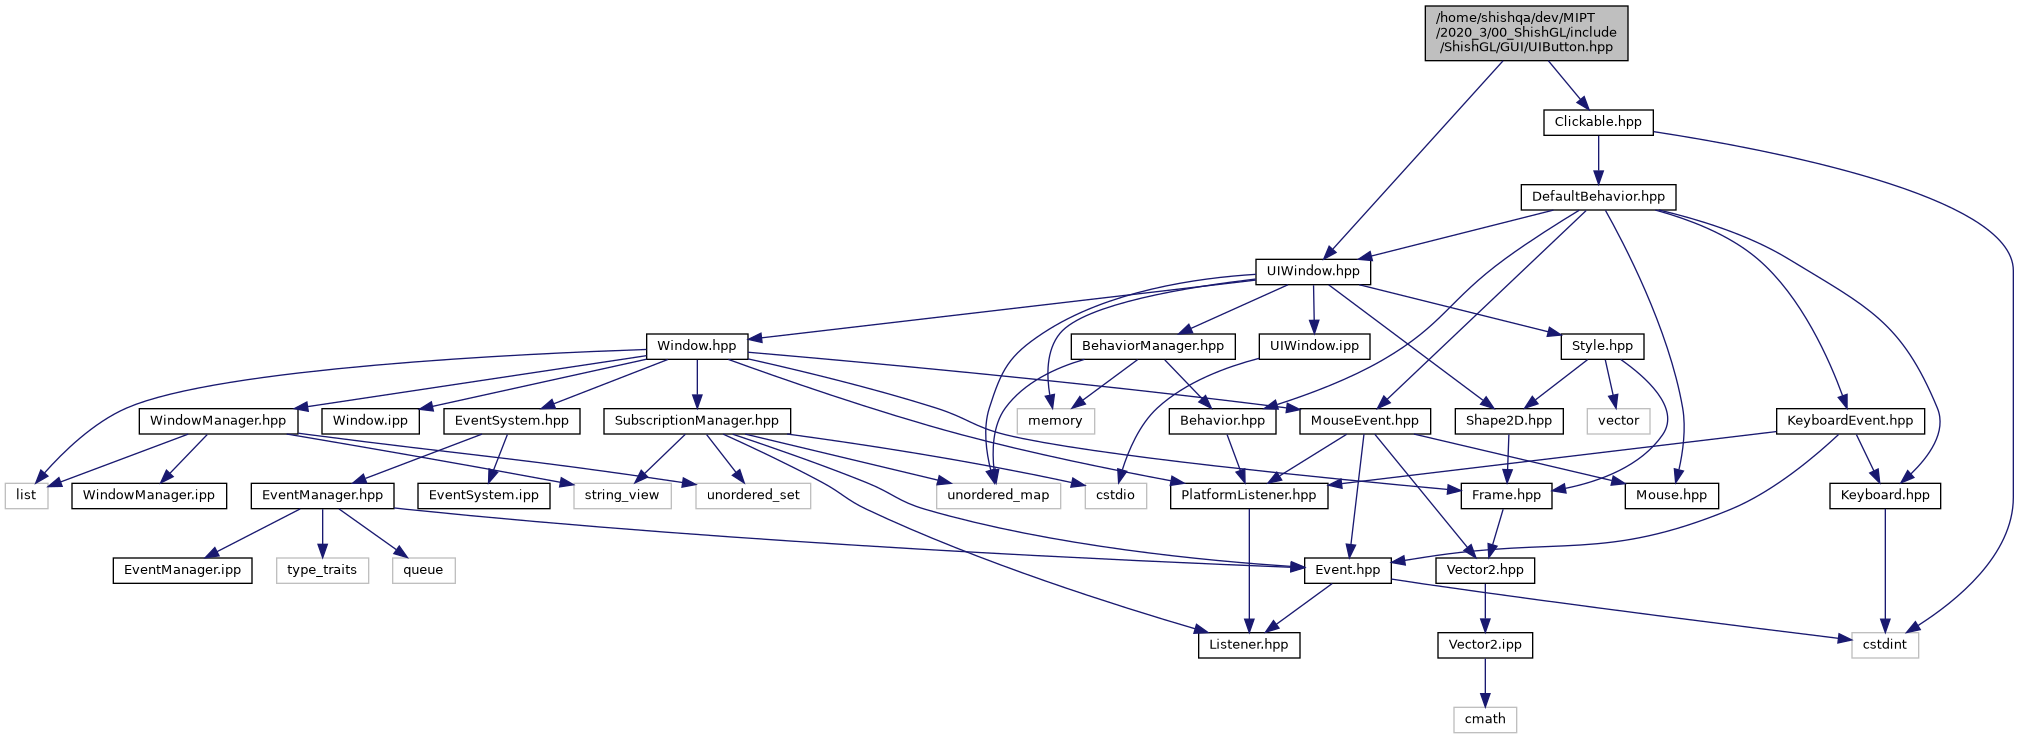 /home/shishqa/dev/MIPT
/2020_3/00_ShishGL/include
/ShishGL/GUI/UIButton.hpp
Clickable.hpp
DefaultBehavior.hpp
UIWindow.hpp
Window.hpp
BehaviorManager.hpp
UIWindow.ipp
Style.hpp
WindowManager.hpp
Window.ipp
EventSystem.hpp
SubscriptionManager.hpp
memory
Behavior.hpp
MouseEvent.hpp
Shape2D.hpp
vector
KeyboardEvent.hpp
list
WindowManager.ipp
EventManager.hpp
EventSystem.ipp
string_view
unordered_set
unordered_map
cstdio
PlatformListener.hpp
Frame.hpp
Mouse.hpp
Keyboard.hpp
EventManager.ipp
type_traits
queue
Event.hpp
Vector2.hpp
Listener.hpp
Vector2.ipp
cstdint
cmath